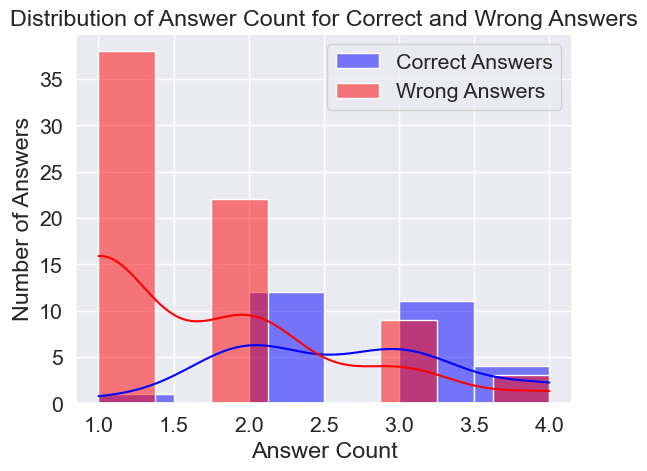 Distribution of Answer Count for Correct and Wrong Answers
Correct Answers
Wrong Answers
Number of Answers
35
30
25
20
15
10
5
0
1.0 1.5 2.0 2.5 3.0 3.5 4.0
Answer Count